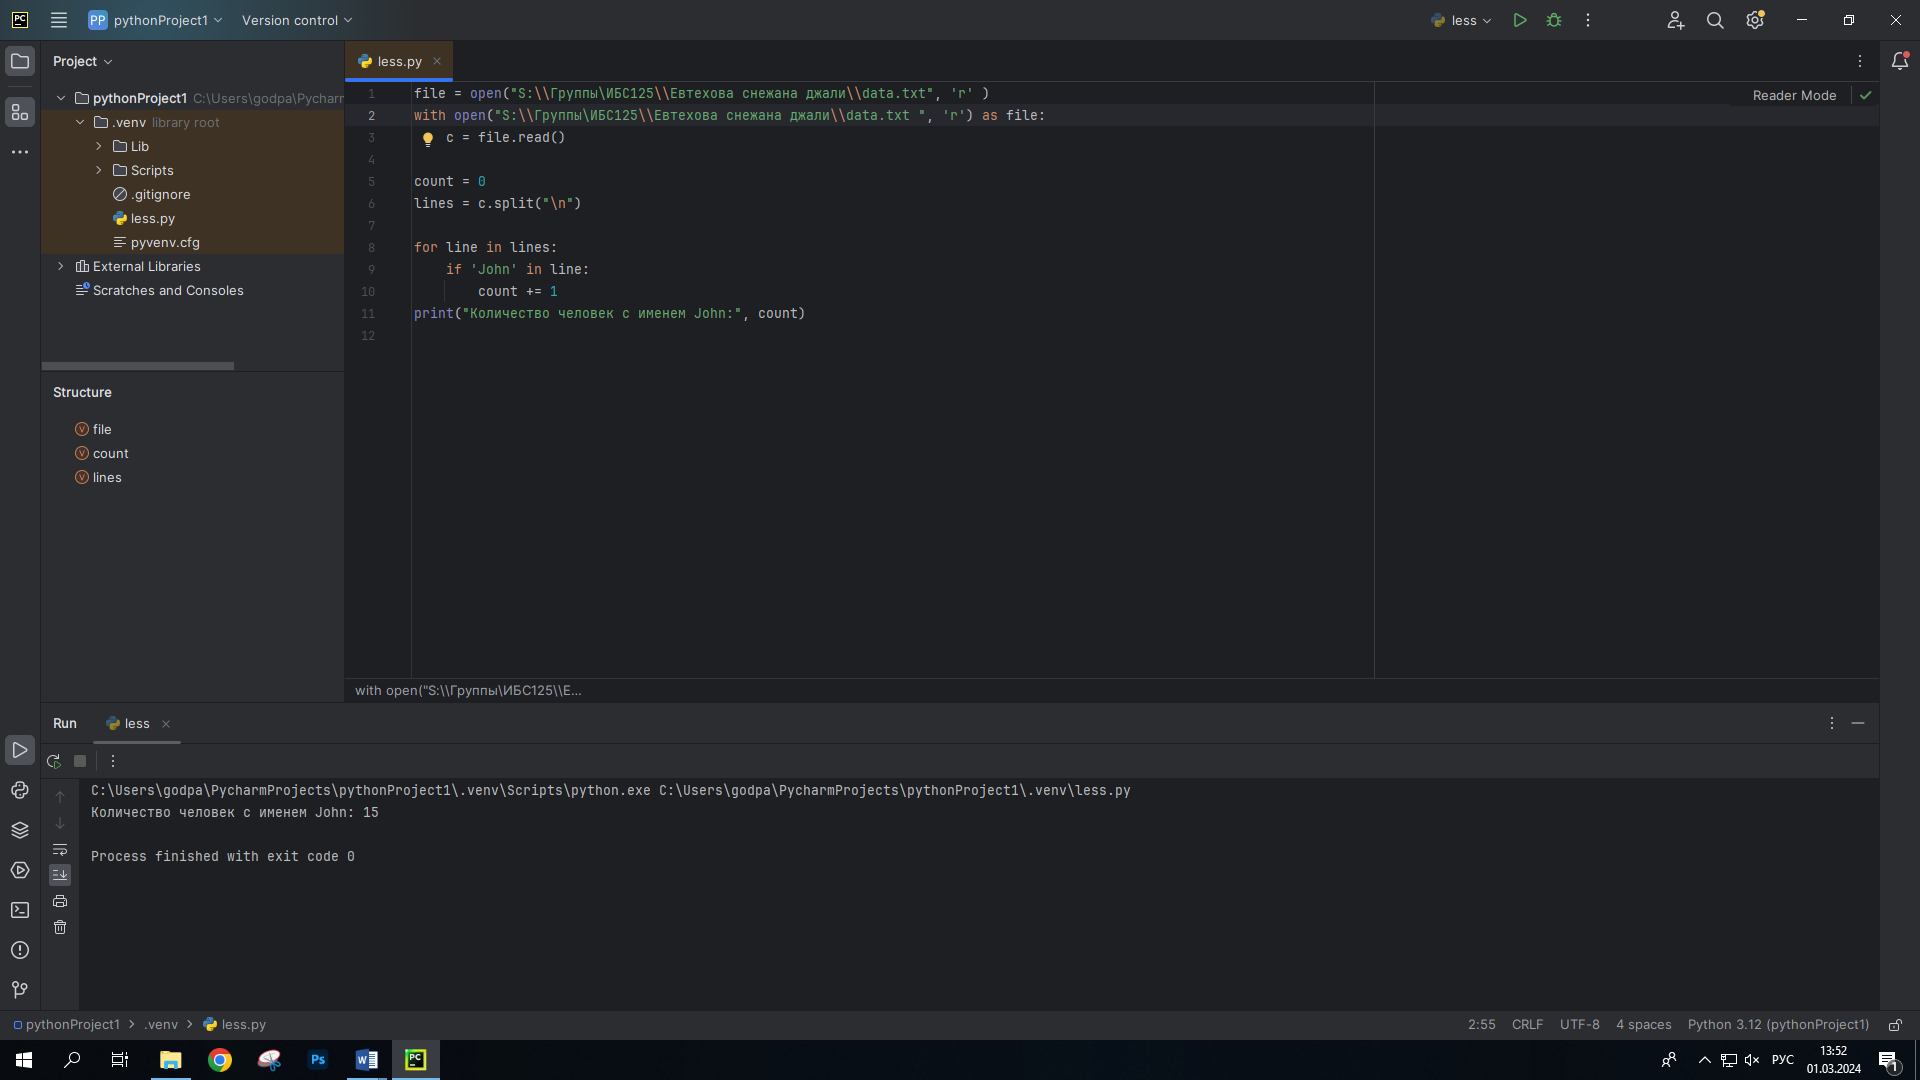 PC
PP pythonProject1 Version control less
Project
less.py
pythonProject1 C:\Users\godpa\Pycharm
.venv library root
Lib
Scripts
.gitignore
less.py
pyvenv.cfg
External Libraries
Scratches and Consoles
Structure
file
count
lines
Reader Mode
1 file = open("S:\\Группы\ИБС125\\Евтехова снежана джали\\data.txt", 'r' )
2 with open("S:\\Группы\ИБС125\\Евтехова снежана джали\\data.txt ", 'r') as file:
3 c = file.read()
4
5 count = 0
6 lines = c.split("\n")
7
8 for line in lines:
9 if 'John' in line:
10 count += 1
11 print("Количество человек с именем John:", count)
12
with open("S:\\Группы\ИБС125\\Е...
Run less
C:\Users\godpa\PycharmProjects\pythonProject1\.venv\Scripts\python.exe C:\Users\godpa\PycharmProjects\pythonProject1\.venv\less.py
Количество человек с именем John: 15
Process finished with exit code 0
pythonProject1 > .venv > less.py
2:55 CRLF UTF-8 4 spaces Python 3.12 (pythonProject1)
Ps
W
PC
РУС
13:52
01.03.2024
1